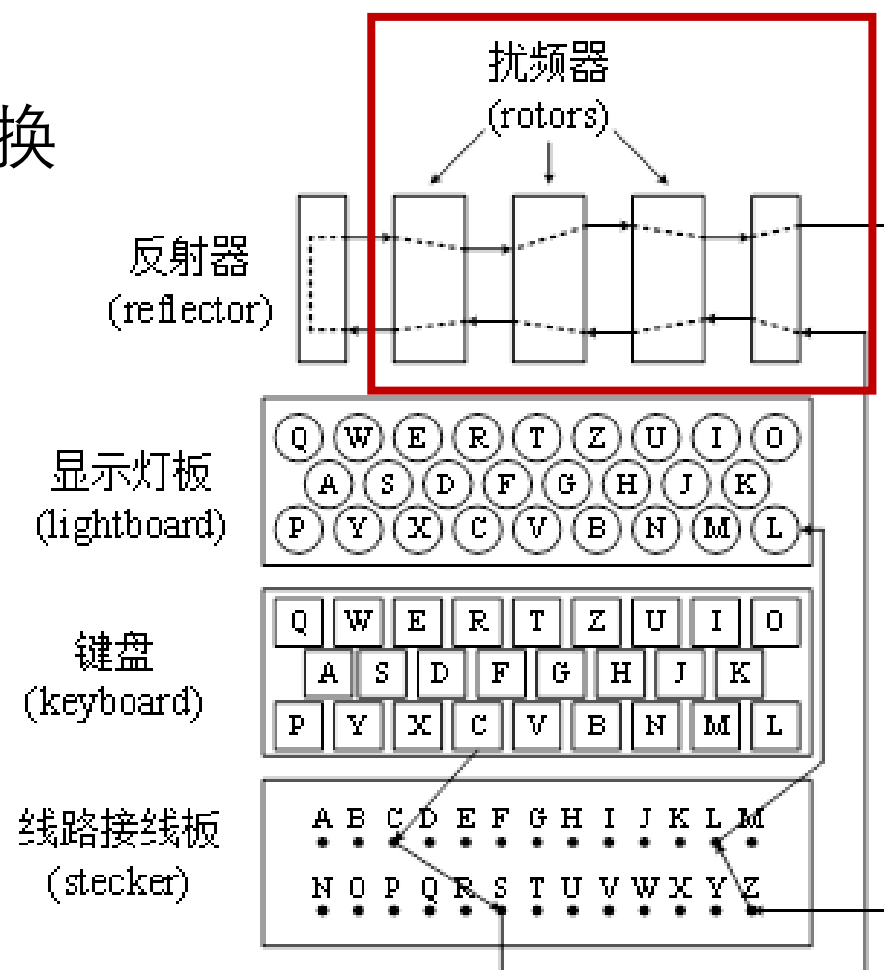 换
扰频器
(rotors)
反射器
(reflector)
显示灯板
(lightboard)
Q W E R T Z U I O
A S D F G H J K
P Y X C V B N M L
键盘
(keyboard)
Q W E R T Z U I O
A S D F G H J K
P Y X C V B N M L
线路接线板
(stecker)
A B C D E F G H I J K L M
N O P Q R S T U V W X Y Z